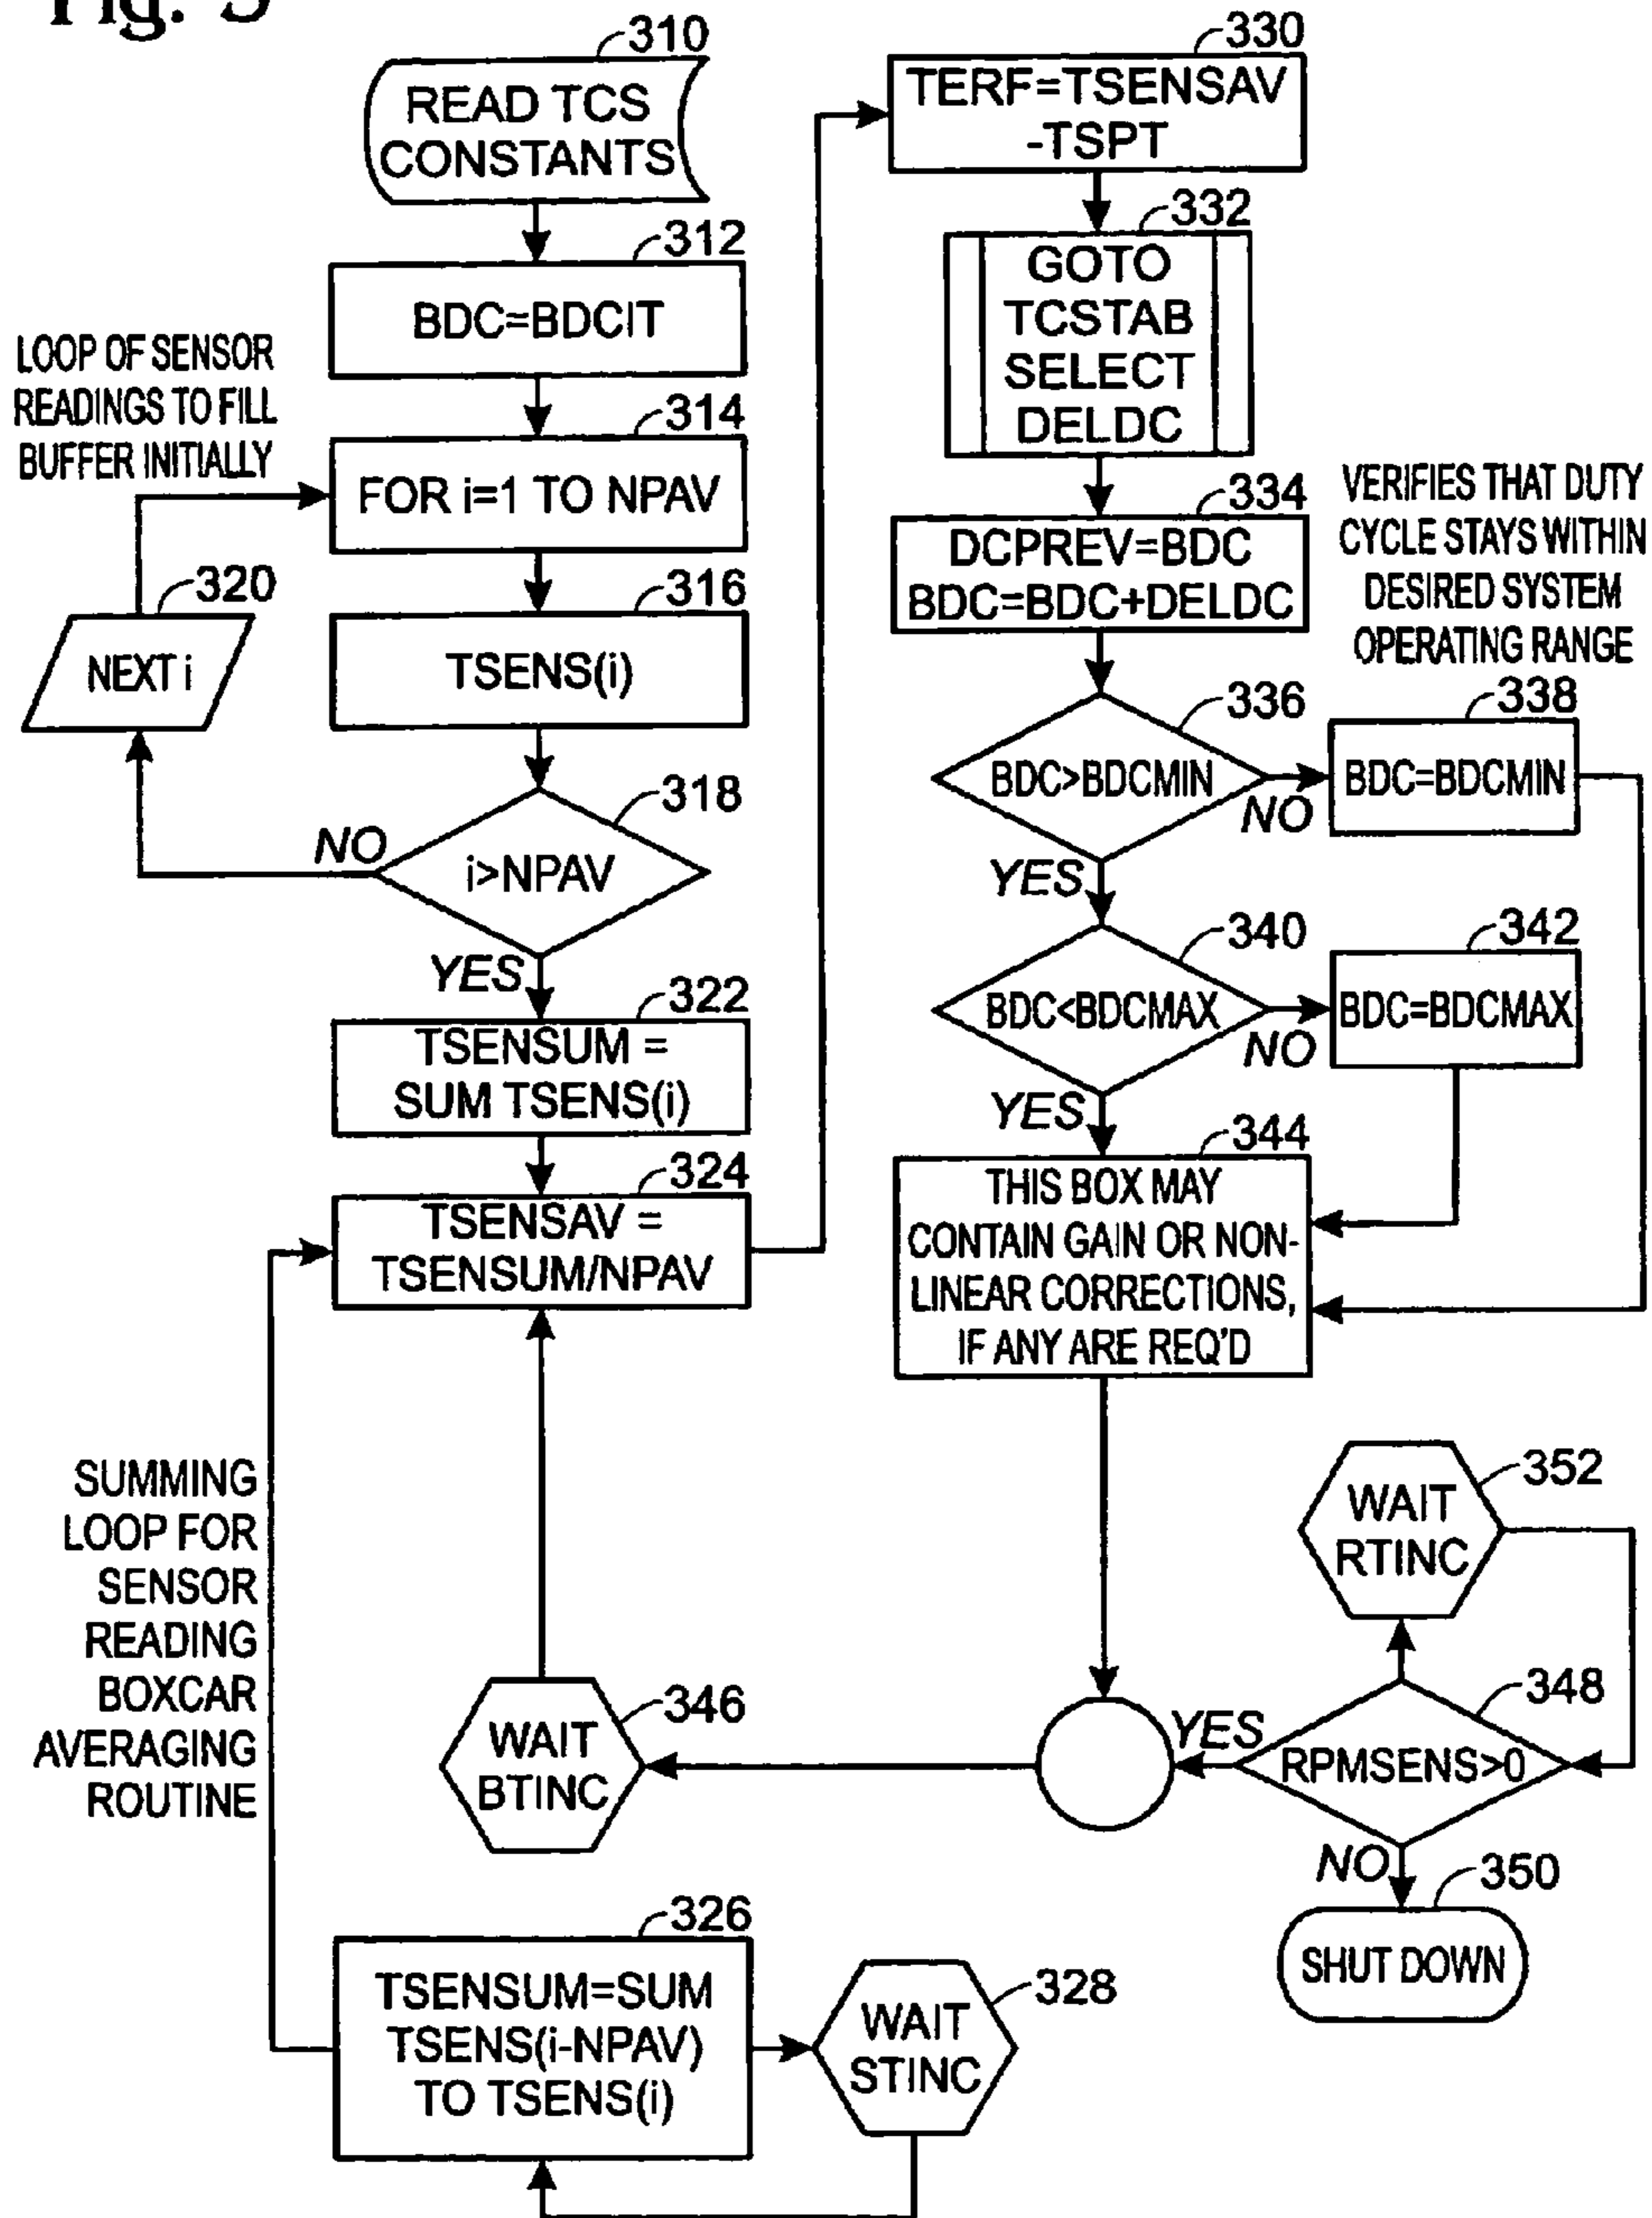 Fig. 3
310
READ TCS
CONSTANTS
312
BDC=BDCIT
LOOP OF SENSOR
READINGS TO FILL
BUFFER INITIALLY
314
FOR i=1 TO NPAV
320
NEXT i
316
TSENS(i)
318
i>NPAV
NO
YES
322
TSENSUM =
SUM TSENS(i)
324
TSENSAV =
TSENSUM/NPAV
SUMMING
LOOP FOR
SENSOR
READING
BOXCAR
AVERAGING
ROUTINE
346
WAIT
BTINC
326
TSENSUM=SUM
TSENS(i-NPAV)
TO TSENS(i)
328
WAIT
STINC
330
TERF=TSENSAV
-TSPT
332
GOTO
TCSTAB
SELECT
DELDC
334
DCPREV=BDC
BDC=BDC+DELDC
VERIFIES THAT DUTY
CYCLE STAYS WITHIN
DESIRED SYSTEM
OPERATING RANGE
336
BDC>BDCMIN
NO
YES
338
BDC=BDCMIN
340
BDC<BDCMAX
NO
YES
342
BDC=BDCMAX
344
THIS BOX MAY
CONTAIN GAIN OR NON-
LINEAR CORRECTIONS,
IF ANY ARE REQ'D
352
WAIT
RTINC
348
RPMSENS>0
YES
NO
350
SHUT DOWN